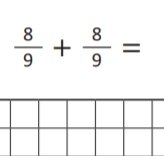 8/9 + 8/9 =